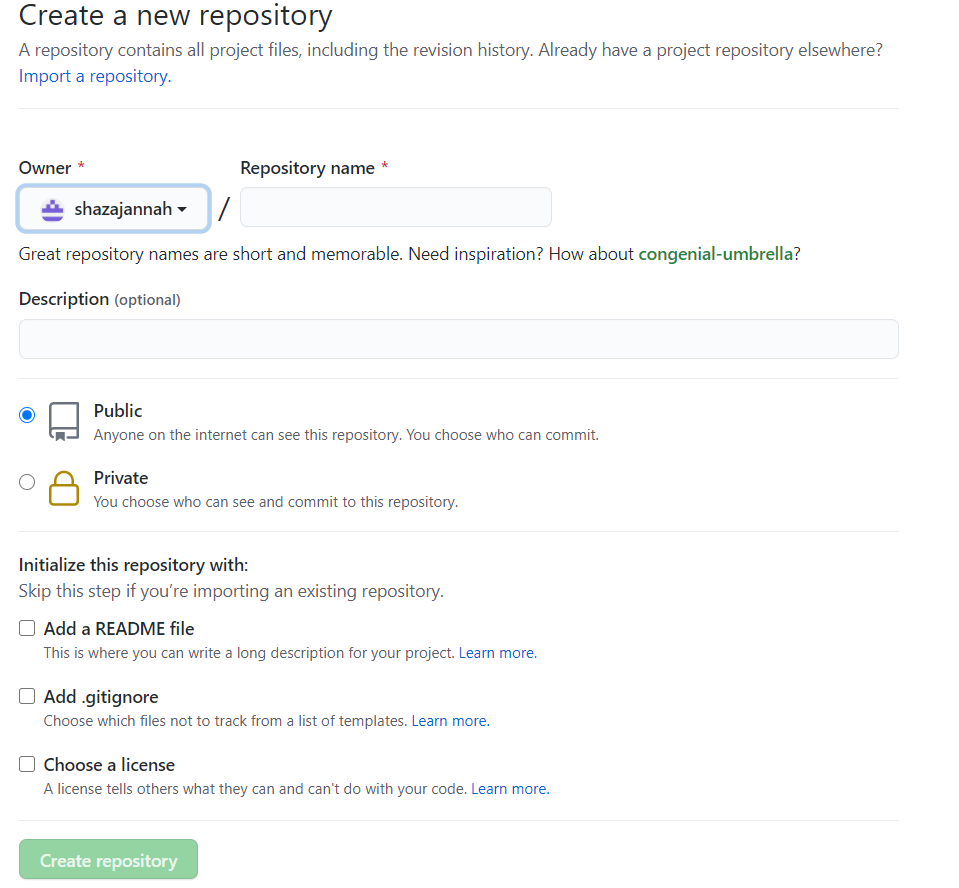 Create a new repository
A repository contains all project files, including the revision history. Already have a project repository elsewhere?
Import a repository.
Owner * Repository name *
shazajannah /
Great repository names are short and memorable. Need inspiration? How about congenial-umbrella?
Description (optional)
Public
Anyone on the internet can see this repository. You choose who can commit.
Private
You choose who can see and commit to this repository.
Initialize this repository with:
Skip this step if you’re importing an existing repository.
Add a README file
This is where you can write a long description for your project. Learn more.
Add .gitignore
Choose which files not to track from a list of templates. Learn more.
Choose a license
A license tells others what they can and can't do with your code. Learn more.
Create repository